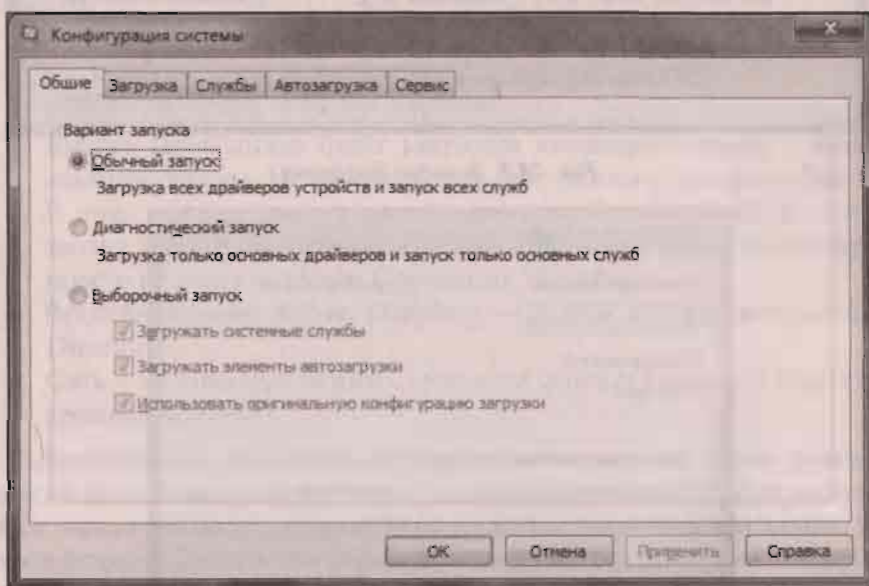 Конфигурация системы
Общие Загрузка Службы Автозагрузка Сервис
Вариант запуска
Обычный запуск
Загрузка всех драйверов устройств и запуск всех служб
Диагностический запуск
Загрузка только основных драйверов и запуск только основных служб
Выборочный запуск
Загружать системные службы
Загружать элементы автозагрузки
Использовать оригинальную конфигурацию загрузки
ОК Отмена Применить Справка